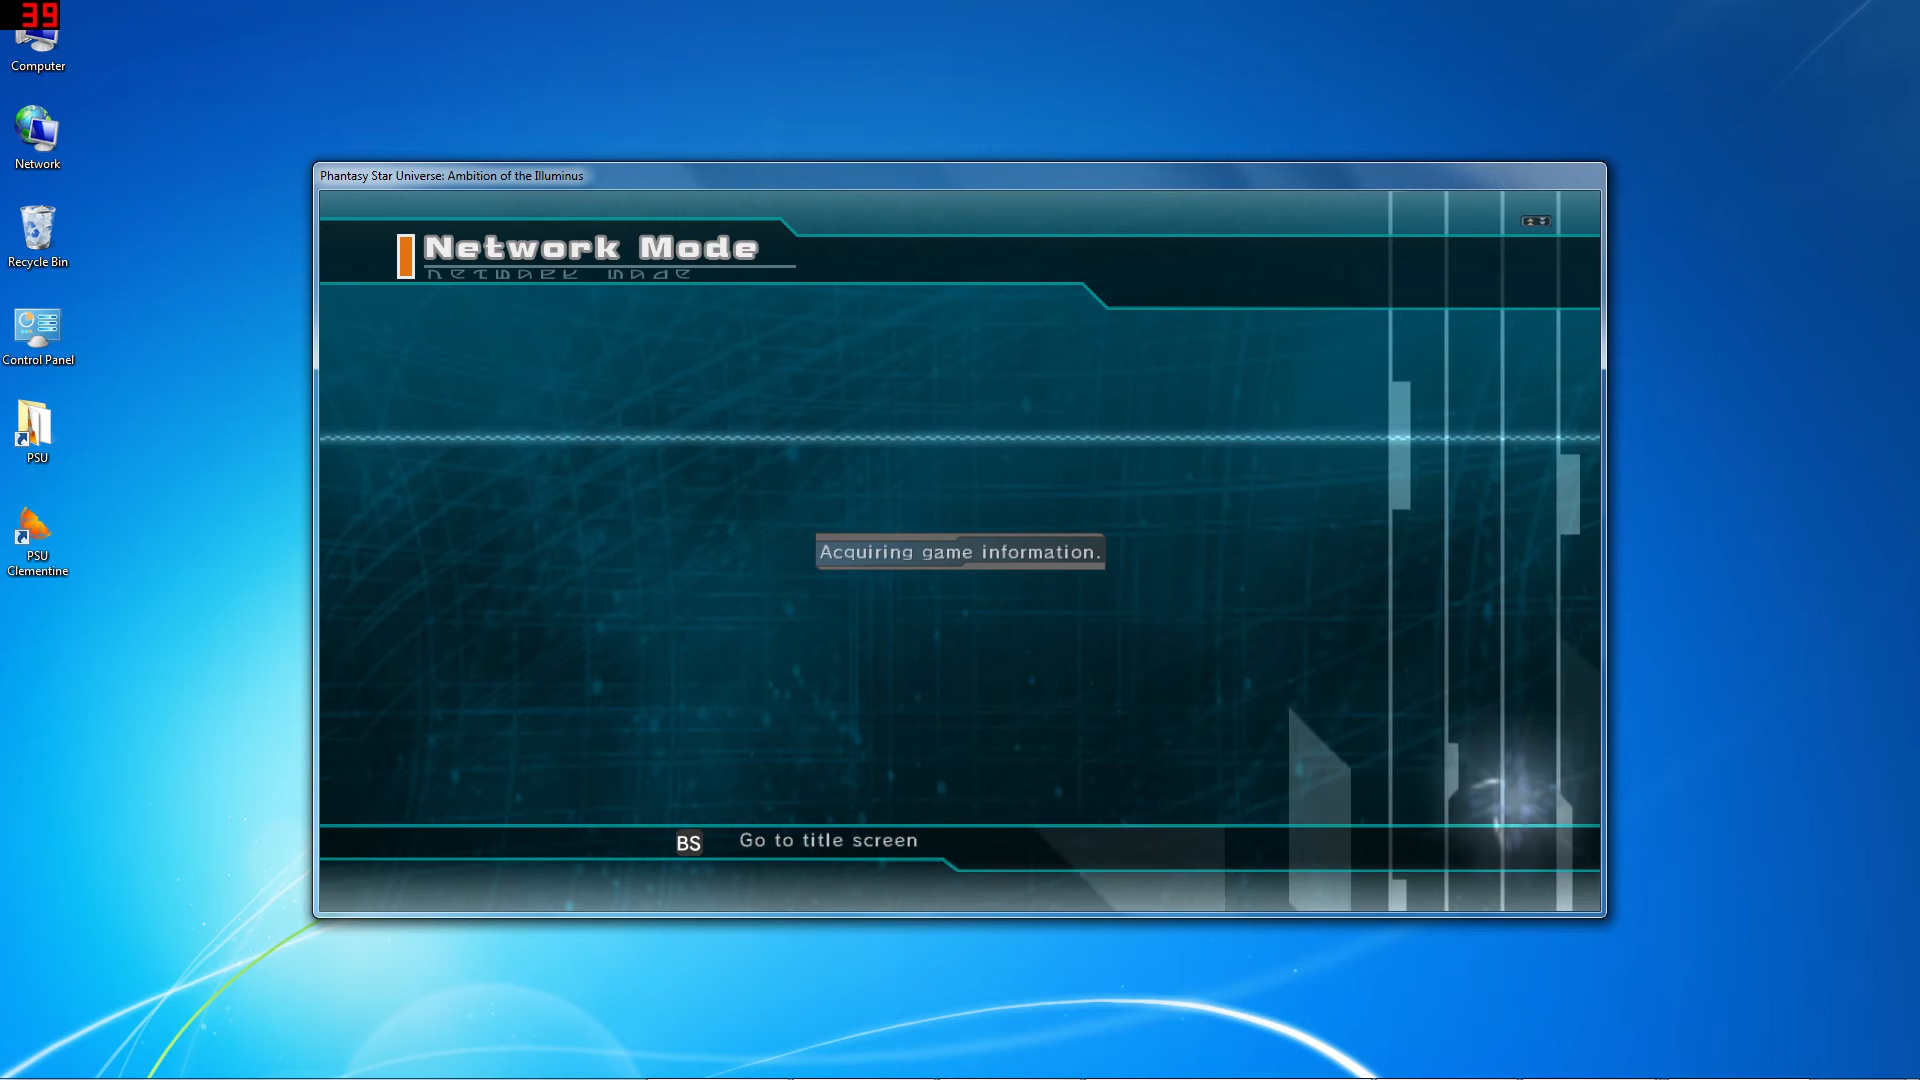 39
Computer
Network
Recycle Bin
Control Panel
PSU
PSU
Clementine
Phantasy Star Universe: Ambition of the Illuminus
Network Mode
Acquiring game information.
BS Go to title screen